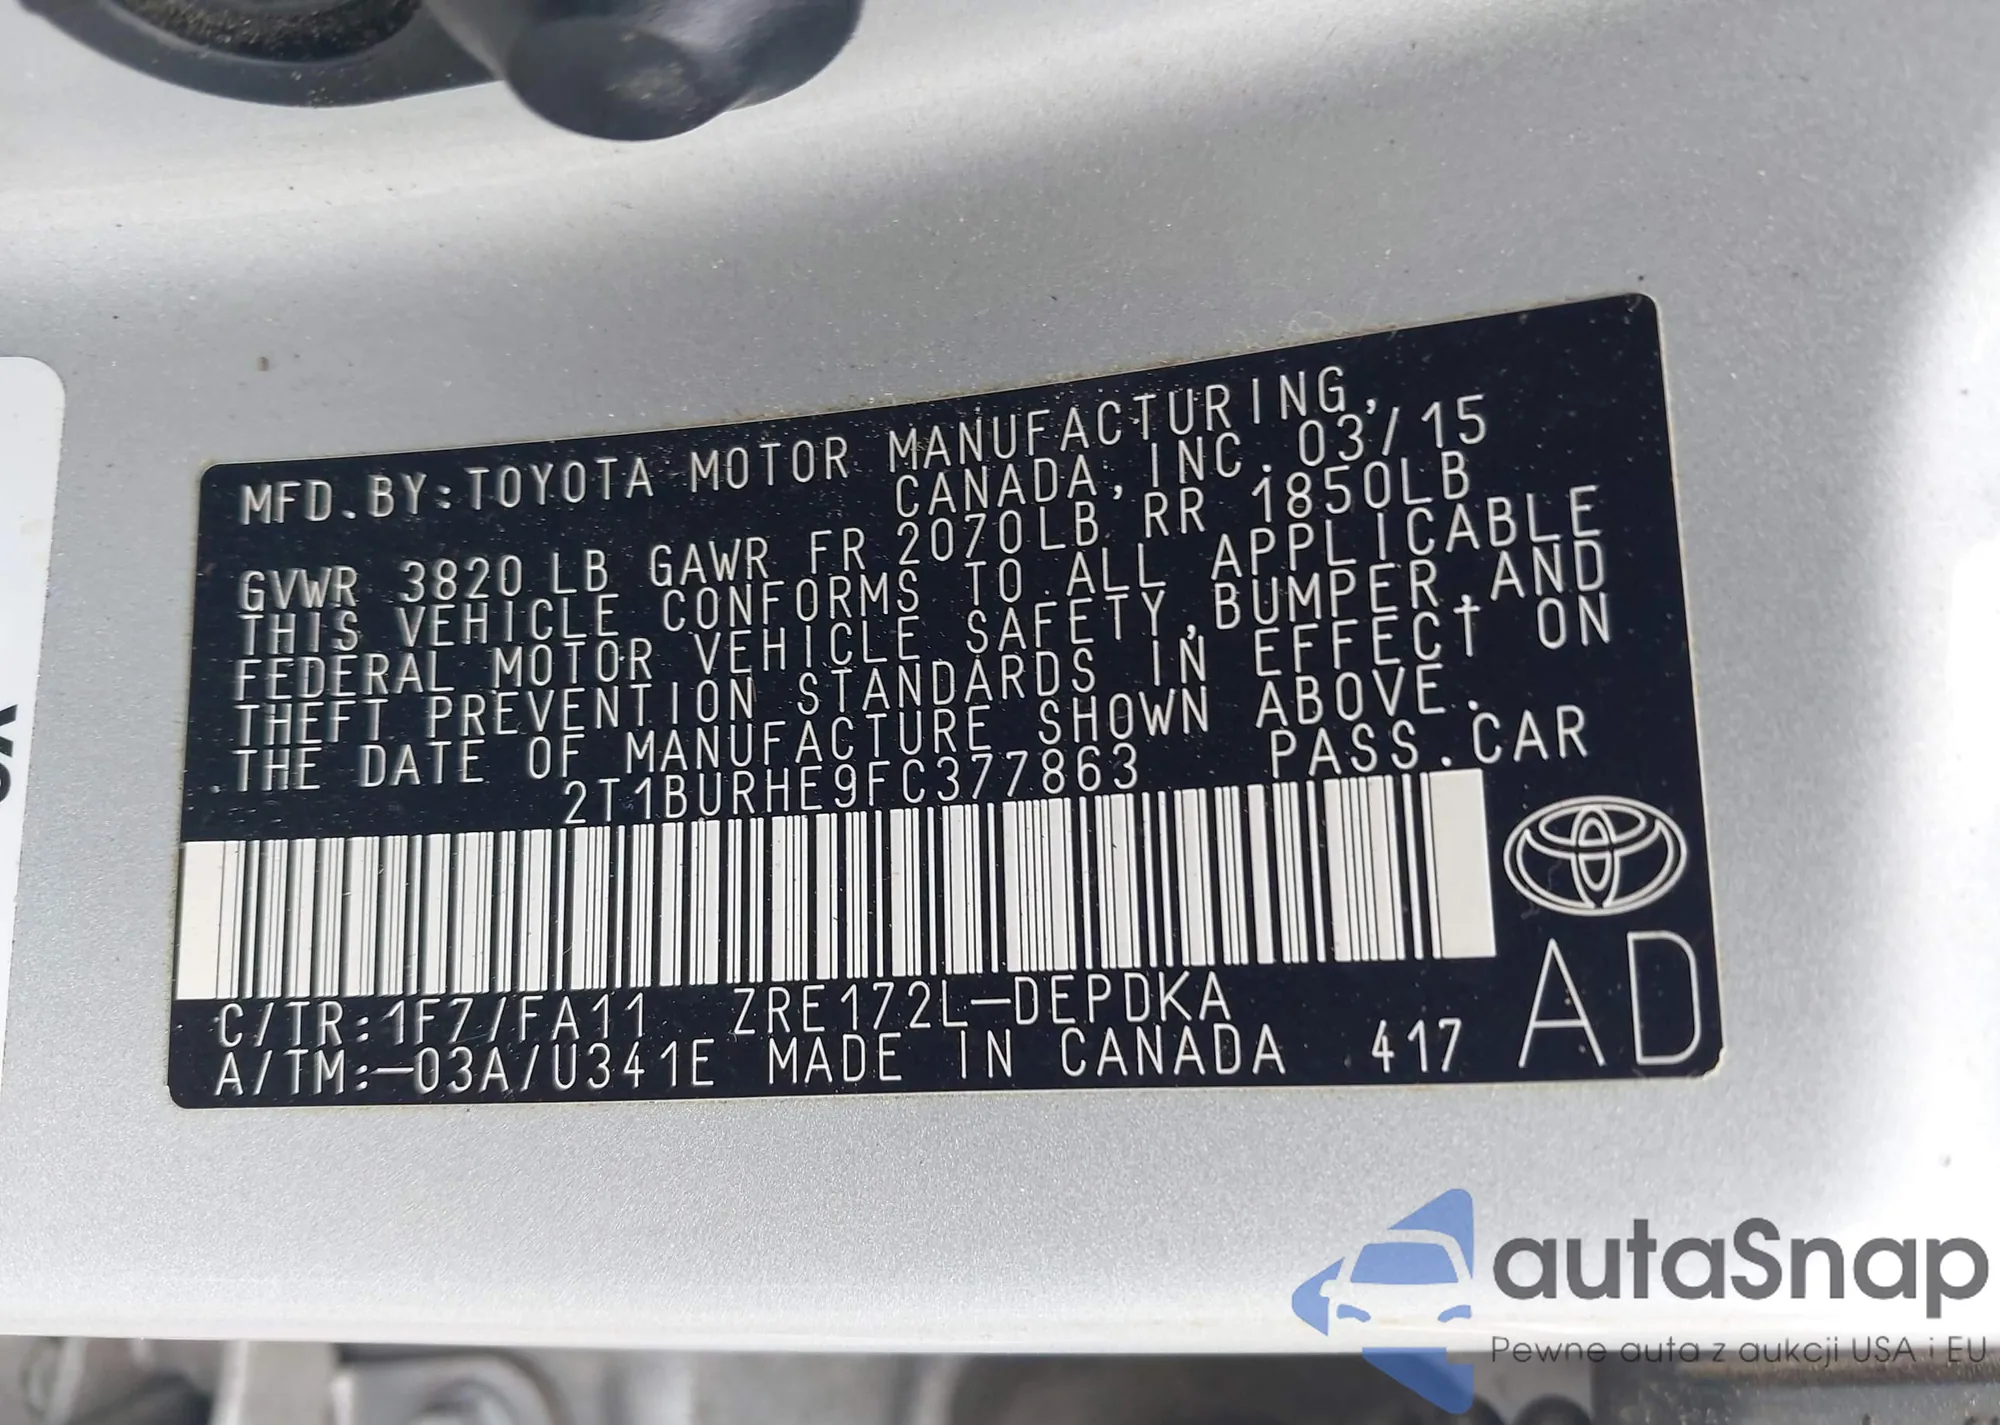 MFD.BY:TOYOTA MOTOR MANUFACTURING,
CANADA,INC.03/15
GVWR 3820 LB GAWR FR 2070LB RR 1850LB
THIS VEHICLE CONFORMS TO ALL APPLICABLE
FEDERAL MOTOR VEHICLE SAFETY,BUMPER,AND
THEFT PREVENTION STANDARDS IN EFFECT ON
THE DATE OF MANUFACTURE SHOWN ABOVE.
2T1BURHE9FC377863 PASS.CAR
C/TR:1F7/FA11 ZRE172L-DEPDKA
A/TM:-03A/U341E MADE IN CANADA 417
AD
autaSnap
Pewne auta z aukcji USA i EU